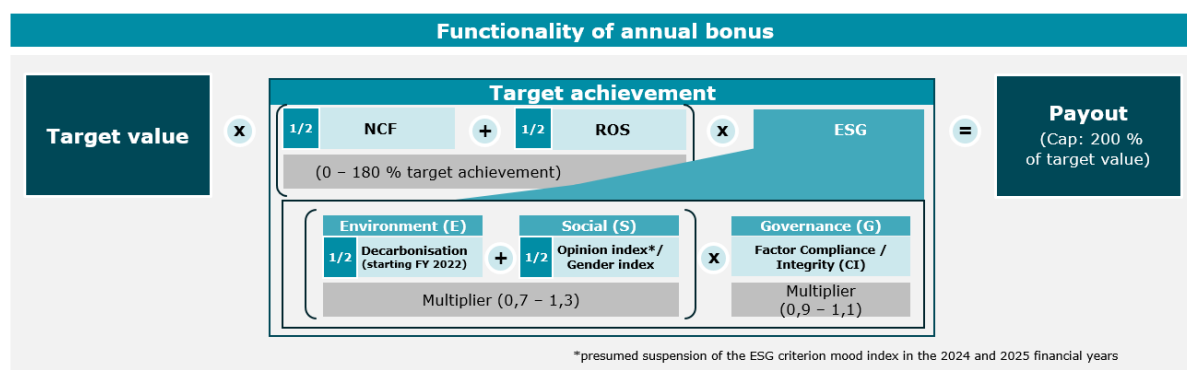 Functionality of annual bonus
Target value
x
Target achievement
1/2
NCF
+
1/2
ROS
x
ESG
(0 – 180 % target achievement)
=
Payout
(Cap: 200 %
of target value)
Environment (E)
1/2
Decarbonisation
(starting FY 2022)
+
Social (S)
1/2
Opinion index*/
Gender index
Multiplier (0,7 – 1,3)
x
Governance (G)
Factor Compliance /
Integrity (CI)
Multiplier
(0,9 – 1,1)
*presumed suspension of the ESG criterion mood index in the 2024 and 2025 financial years